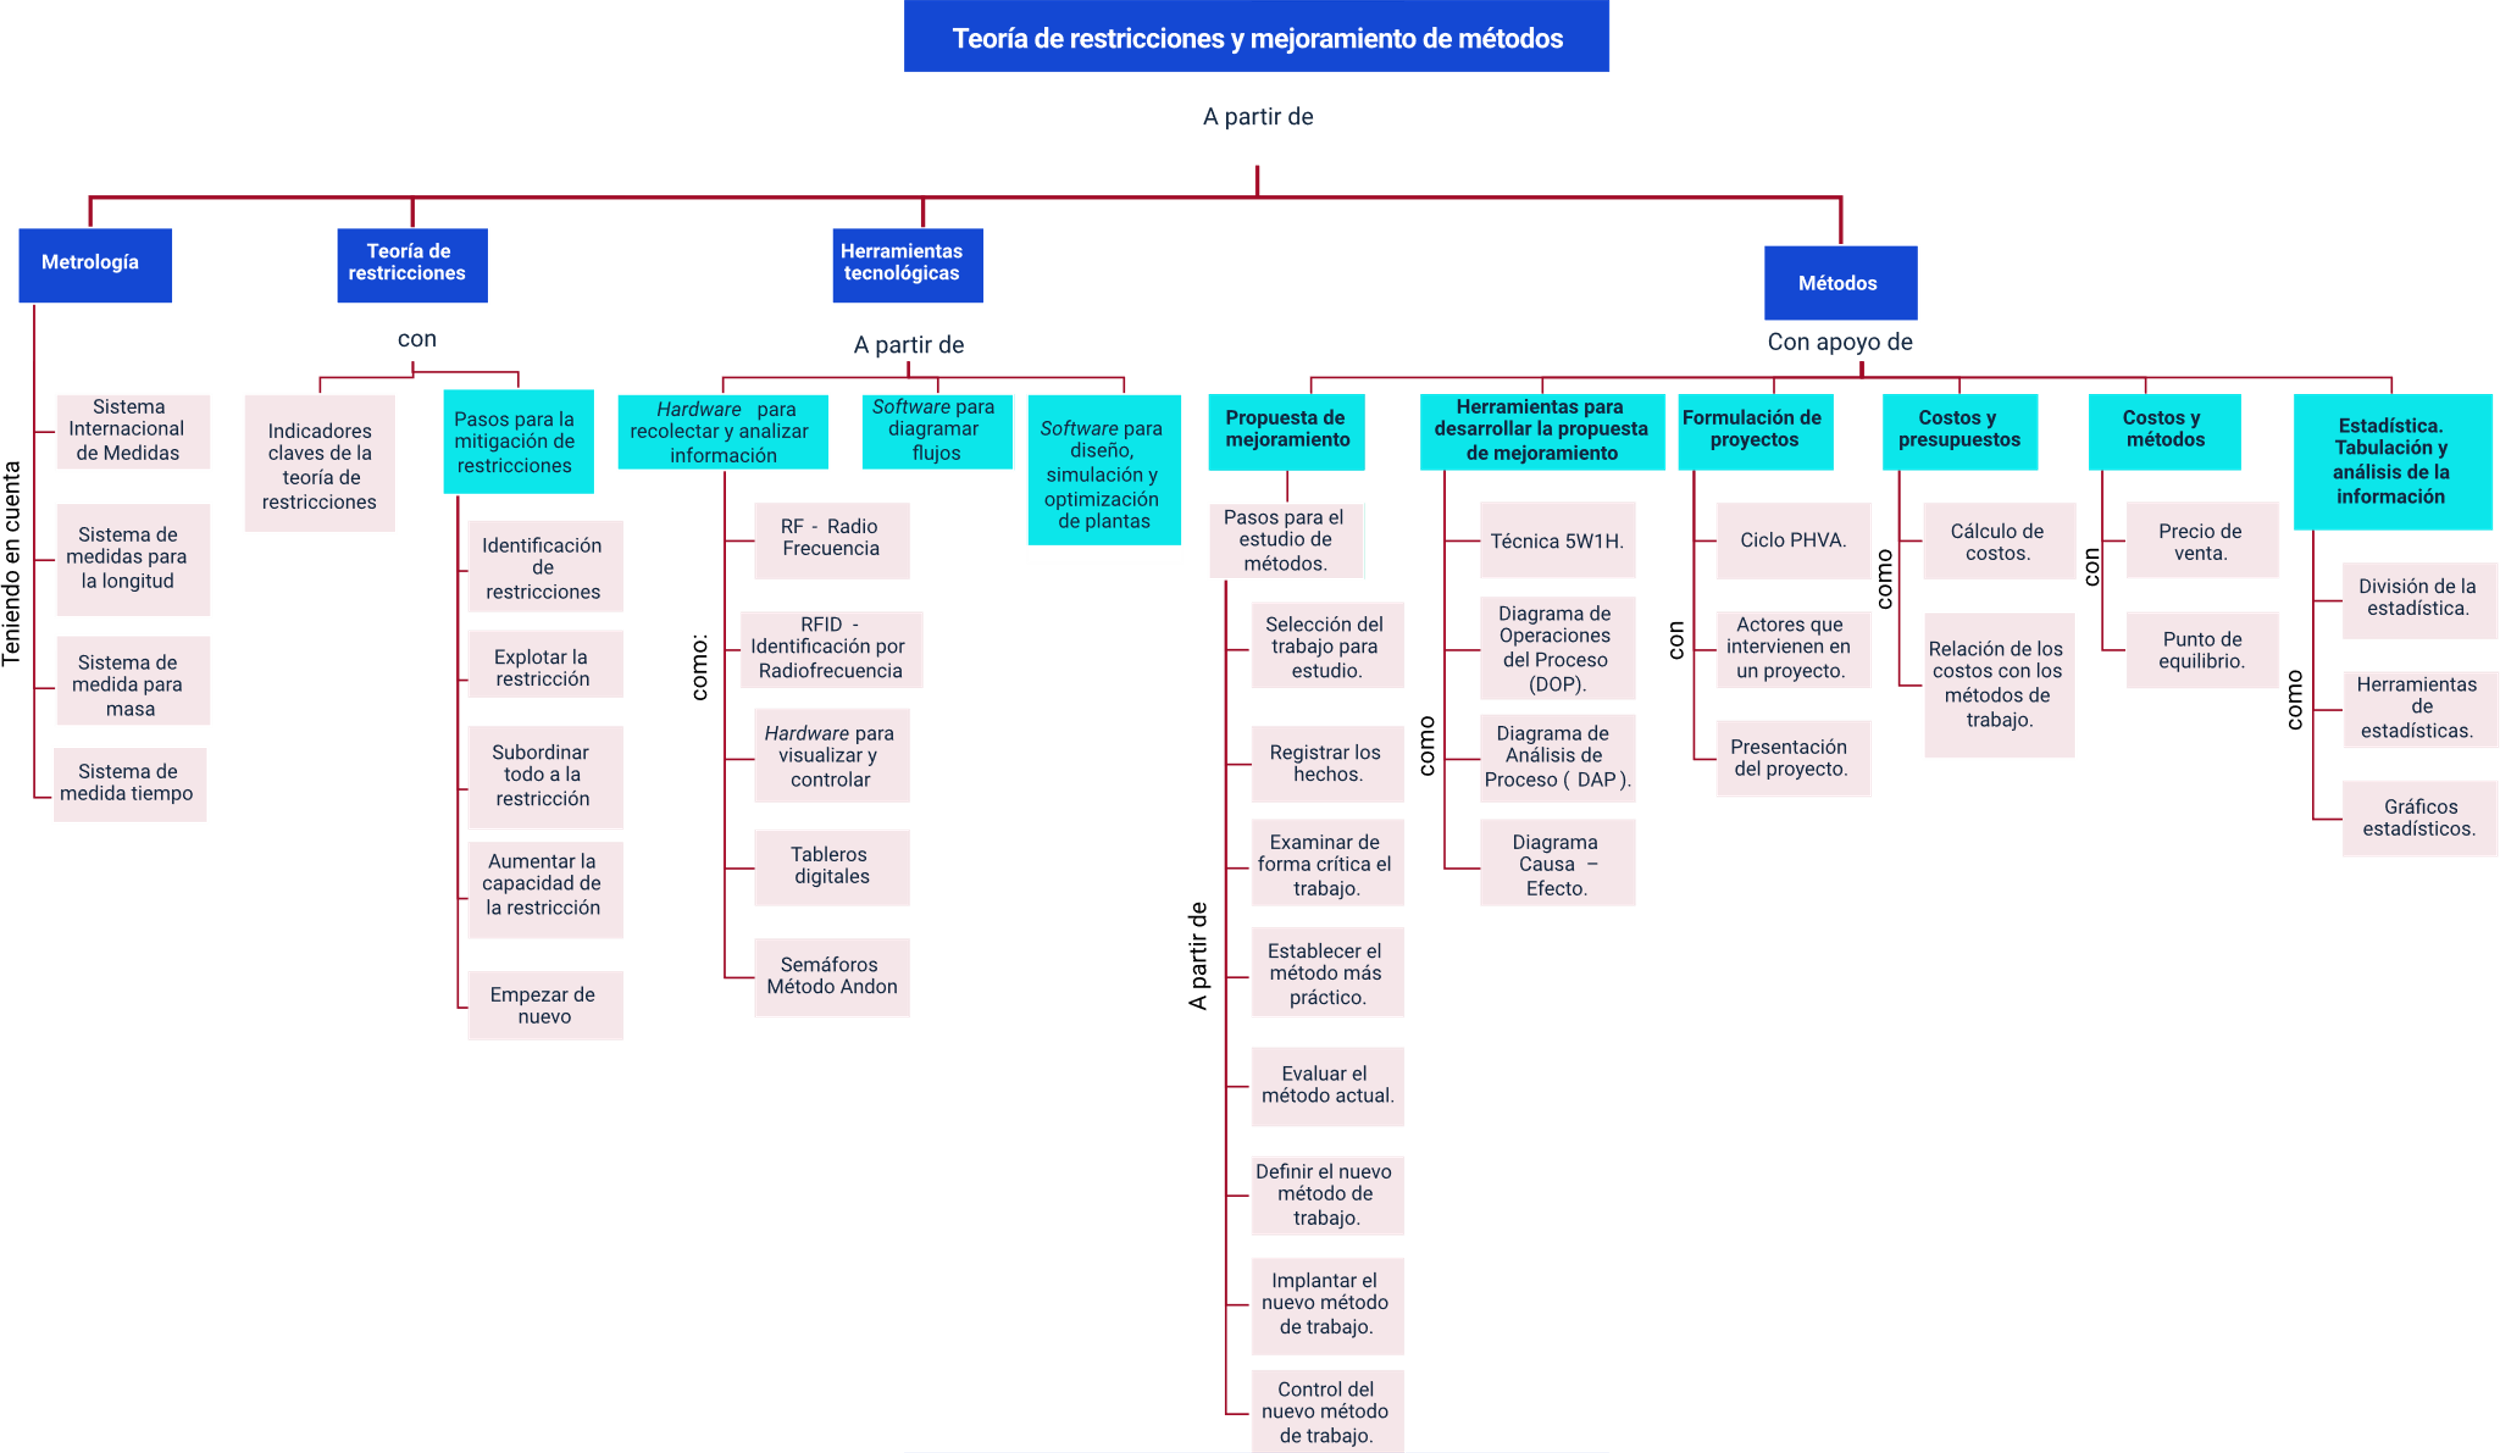 Teoría de restricciones y mejoramiento de métodos
A partir de
Metrología
Teniendo en cuenta
Sistema
Internacional
de Medidas
Sistema de
medidas para
la longitud
Sistema de
medida para
masa
Sistema de
medida tiempo
Teoría de
restricciones
con
Indicadores
claves de la
teoría de
restricciones
Pasos para la
mitigación de
restricciones
Identificación
de
restricciones
Explotar la
restricción
Subordinar
todo a la
restricción
Aumentar la
capacidad de
la restricción
Empezar de
nuevo
Herramientas
tecnológicas
A partir de
Hardware para
recolectar y analizar
información
como:
RF - Radio
Frecuencia
RFID -
Identificación por
Radiofrecuencia
Hardware para
visualizar y
controlar
Tableros
digitales
Semáforos
Método Andon
Software para
diagramar
flujos
Software para
diseño,
simulación y
optimización
de plantas
Métodos
Con apoyo de
Propuesta de
mejoramiento
Pasos para el
estudio de
métodos.
A partir de
Selección del
trabajo para
estudio.
Registrar los
hechos.
Examinar de
forma crítica el
trabajo.
Establecer el
método más
práctico.
Evaluar el
método actual.
Definir el nuevo
método de
trabajo.
Implantar el
nuevo método
de trabajo.
Control del
nuevo método
de trabajo.
Herramientas para
desarrollar la propuesta
de mejoramiento
como
Técnica 5W1H.
Diagrama de
Operaciones
del Proceso
(DOP).
Diagrama de
Análisis de
Proceso ( DAP ).
Diagrama
Causa –
Efecto.
Formulación de
proyectos
con
Ciclo PHVA.
Actores que
intervienen en
un proyecto.
Presentación
del proyecto.
Costos y
presupuestos
como
Cálculo de
costos.
Relación de los
costos con los
métodos de
trabajo.
Costos y
métodos
con
Precio de
venta.
Punto de
equilibrio.
Estadística.
Tabulación y
análisis de la
información
como
División de la
estadística.
Herramientas
de
estadísticas.
Gráficos
estadísticos.